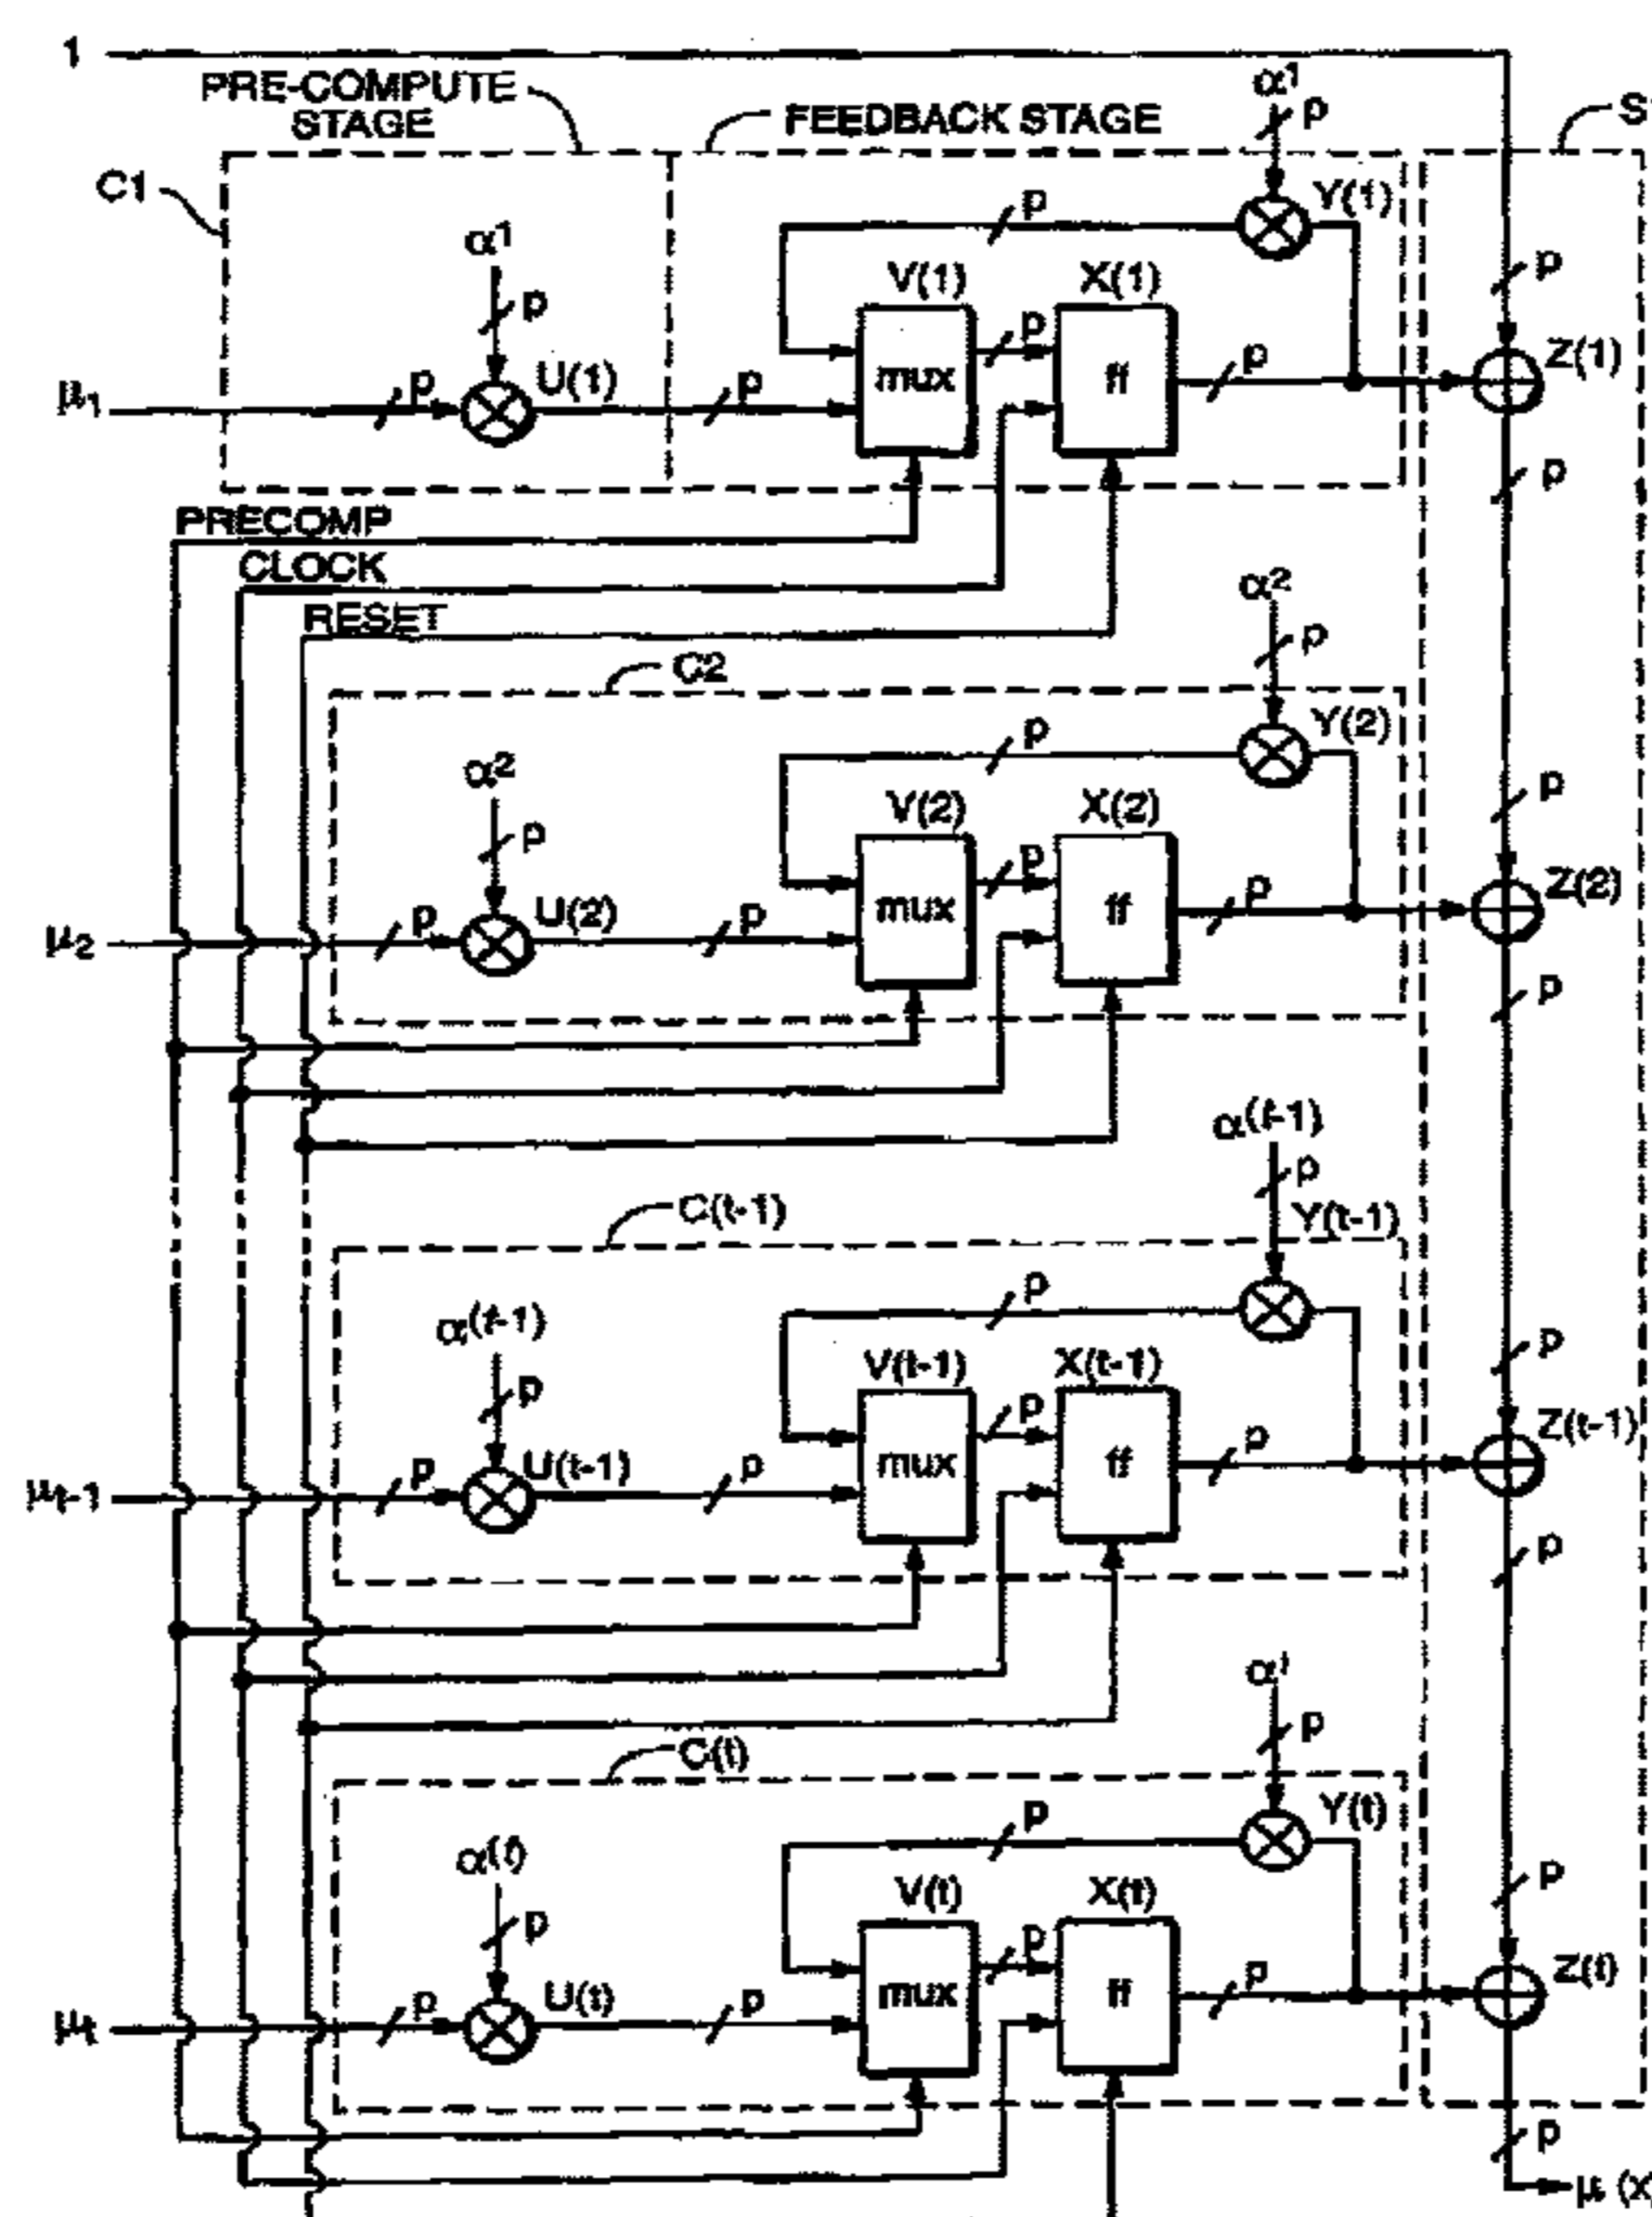 1
PRE-COMPUTE
STAGE
FEEDBACK STAGE
α¹
p
S
C1
α¹
p
p
Y(1)
p
V(1)
X(1)
p
Z(1)
μ₁
p
U(1)
p
mux
ff
p
p
PRECOMP
CLOCK
RESET
α²
p
C2
α²
p
p
Y(2)
p
V(2)
X(2)
p
Z(2)
μ₂
p
U(2)
p
mux
ff
p
p
α(t-1)
p
C(t-1)
Y(t-1)
α(t-1)
p
p
p
V(t-1)
X(t-1)
p
Z(t-1)
μt-1
p
U(t-1)
p
mux
ff
p
p
αᵗ
p
C(t)
α(t)
p
p
Y(t)
p
V(t)
X(t)
p
Z(t)
μt
p
U(t)
p
mux
ff
p
p
μ (x